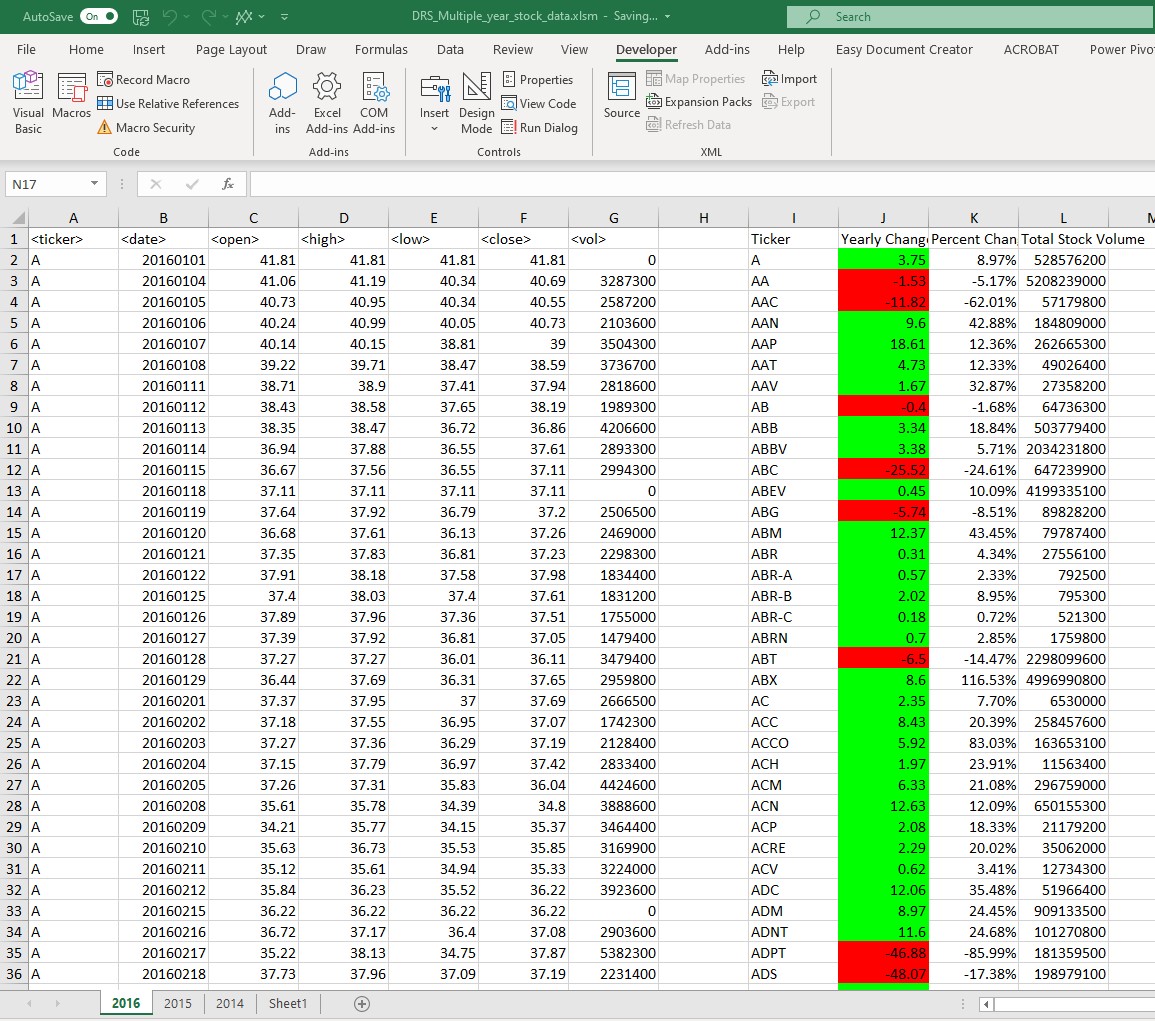 AutoSave On DRS_Multiple_year_stock_data.xlsm - Saving... Search
File Home Insert Page Layout Draw Formulas Data Review View Developer Add-ins Help Easy Document Creator ACROBAT Power Pivo
Visual Basic Macros Record Macro Use Relative References Macro Security Code
Add-ins Excel Add-ins COM Add-ins Add-ins
Insert Design Mode Properties View Code Run Dialog Controls
Source Map Properties Expansion Packs Refresh Data Import Export XML
N17 fx
A B C D E F G H I J K L M
1 <ticker> <date> <open> <high> <low> <close> <vol> Ticker Yearly Chang Percent Chan Total Stock Volume
2 A 20160101 41.81 41.81 41.81 41.81 0 A 3.75 8.97% 528576200
3 A 20160104 41.06 41.19 40.34 40.69 3287300 AA -1.53 -5.17% 5208239000
4 A 20160105 40.73 40.95 40.34 40.55 2587200 AAC -11.82 -62.01% 57179800
5 A 20160106 40.24 40.99 40.05 40.73 2103600 AAN 9.6 42.88% 184809000
6 A 20160107 40.14 40.15 38.81 39 3504300 AAP 18.61 12.36% 262665300
7 A 20160108 39.22 39.71 38.47 38.59 3736700 AAT 4.73 12.33% 49026400
8 A 20160111 38.71 38.9 37.41 37.94 2818600 AAV 1.67 32.87% 27358200
9 A 20160112 38.43 38.58 37.65 38.19 1989300 AB -0.4 -1.68% 64736300
10 A 20160113 38.35 38.47 36.72 36.86 4206600 ABB 3.34 18.84% 503779400
11 A 20160114 36.94 37.88 36.55 37.61 2893300 ABBV 3.38 5.71% 2034231800
12 A 20160115 36.67 37.56 36.55 37.11 2994300 ABC -25.52 -24.61% 647239900
13 A 20160118 37.11 37.11 37.11 37.11 0 ABEV 0.45 10.09% 4199335100
14 A 20160119 37.64 37.92 36.79 37.2 2506500 ABG -5.74 -8.51% 89828200
15 A 20160120 36.68 37.61 36.13 37.26 2469000 ABM 12.37 43.45% 79787400
16 A 20160121 37.35 37.83 36.81 37.23 2298300 ABR 0.31 4.34% 27556100
17 A 20160122 37.91 38.18 37.58 37.98 1834400 ABR-A 0.57 2.33% 792500
18 A 20160125 37.4 38.03 37.4 37.61 1831200 ABR-B 2.02 8.95% 795300
19 A 20160126 37.89 37.96 37.36 37.51 1755000 ABR-C 0.18 0.72% 521300
20 A 20160127 37.39 37.92 36.81 37.05 1479400 ABRN 0.7 2.85% 1759800
21 A 20160128 37.27 37.27 36.01 36.11 3479400 ABT -6.5 -14.47% 2298099600
22 A 20160129 36.44 37.69 36.31 37.65 2959800 ABX 8.6 116.53% 4996990800
23 A 20160201 37.37 37.95 37 37.69 2666500 AC 2.35 7.70% 6530000
24 A 20160202 37.18 37.55 36.95 37.07 1742300 ACC 8.43 20.39% 258457600
25 A 20160203 37.27 37.36 36.29 37.19 2128400 ACCO 5.92 83.03% 163653100
26 A 20160204 37.15 37.79 36.97 37.42 2833400 ACH 1.97 23.91% 11563400
27 A 20160205 37.26 37.31 35.83 36.04 4424600 ACM 6.33 21.08% 296759000
28 A 20160208 35.61 35.78 34.39 34.8 3888600 ACN 12.63 12.09% 650155300
29 A 20160209 34.21 35.77 34.15 35.37 3464400 ACP 2.08 18.33% 21179200
30 A 20160210 35.63 36.73 35.53 35.85 3169900 ACRE 2.29 20.02% 35062000
31 A 20160211 35.12 35.61 34.94 35.33 3224000 ACV 0.62 3.41% 12734300
32 A 20160212 35.84 36.23 35.52 36.22 3923600 ADC 12.06 35.48% 51966400
33 A 20160215 36.22 36.22 36.22 36.22 0 ADM 8.97 24.45% 909133500
34 A 20160216 36.72 37.17 36.4 37.08 2903600 ADNT 11.6 24.68% 101270800
35 A 20160217 35.22 38.13 34.75 37.87 5382300 ADPT -46.88 -85.99% 181359500
36 A 20160218 37.73 37.96 37.09 37.19 2231400 ADS -48.07 -17.38% 198979100
2016 2015 2014 Sheet1